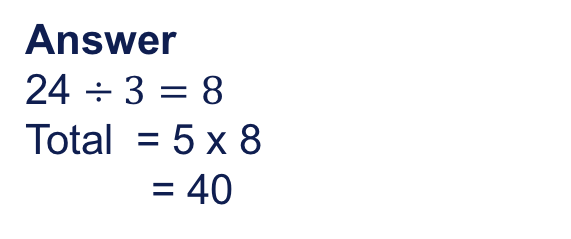 Answer
24 ÷ 3 = 8
Total = 5 x 8
= 40